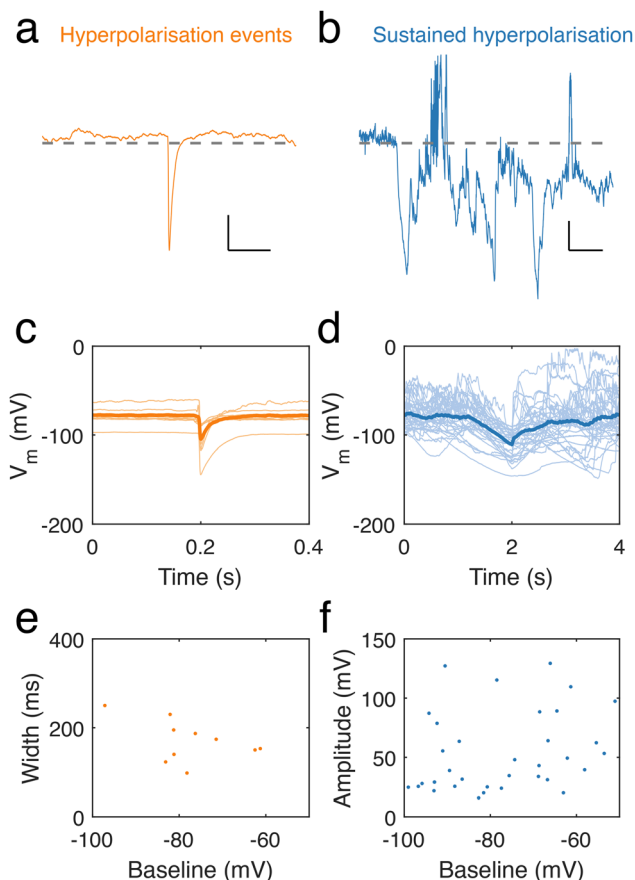 a Hyperpolarisation events
b Sustained hyperpolarisation
c
0
-100
-200
Vm (mV)
0 0.2 0.4
Time (s)
d
0
-100
-200
Vm (mV)
0 2 4
Time (s)
e
400
200
0
Width (ms)
-100 -80 -60
Baseline (mV)
f
150
100
50
0
Amplitude (mV)
-100 -80 -60
Baseline (mV)